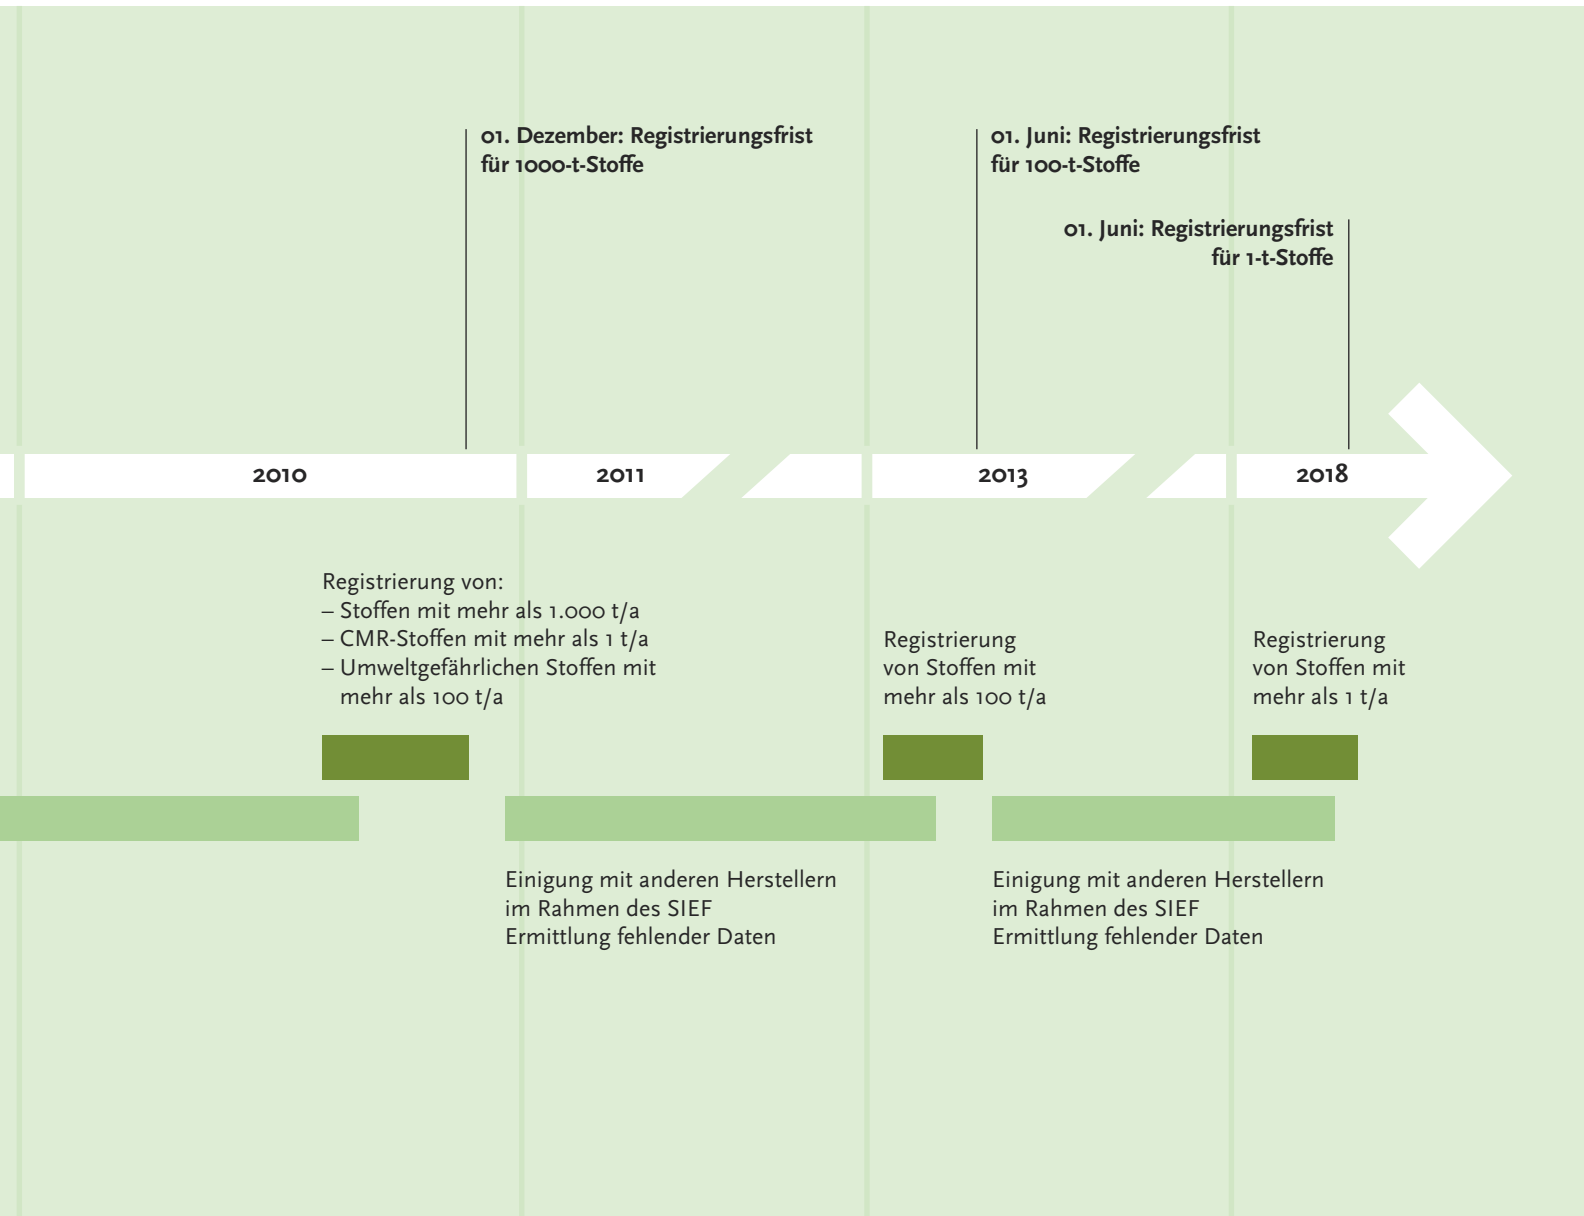 01. Dezember: Registrierungsfrist
für 1000-t-Stoffe
01. Juni: Registrierungsfrist
für 100-t-Stoffe
01. Juni: Registrierungsfrist
für 1-t-Stoffe
2010
2011
2013
2018
Registrierung von:
– Stoffen mit mehr als 1.000 t/a
– CMR-Stoffen mit mehr als 1 t/a
– Umweltgefährlichen Stoffen mit
mehr als 100 t/a
Registrierung
von Stoffen mit
mehr als 100 t/a
Registrierung
von Stoffen mit
mehr als 1 t/a
Einigung mit anderen Herstellern
im Rahmen des SIEF
Ermittlung fehlender Daten
Einigung mit anderen Herstellern
im Rahmen des SIEF
Ermittlung fehlender Daten